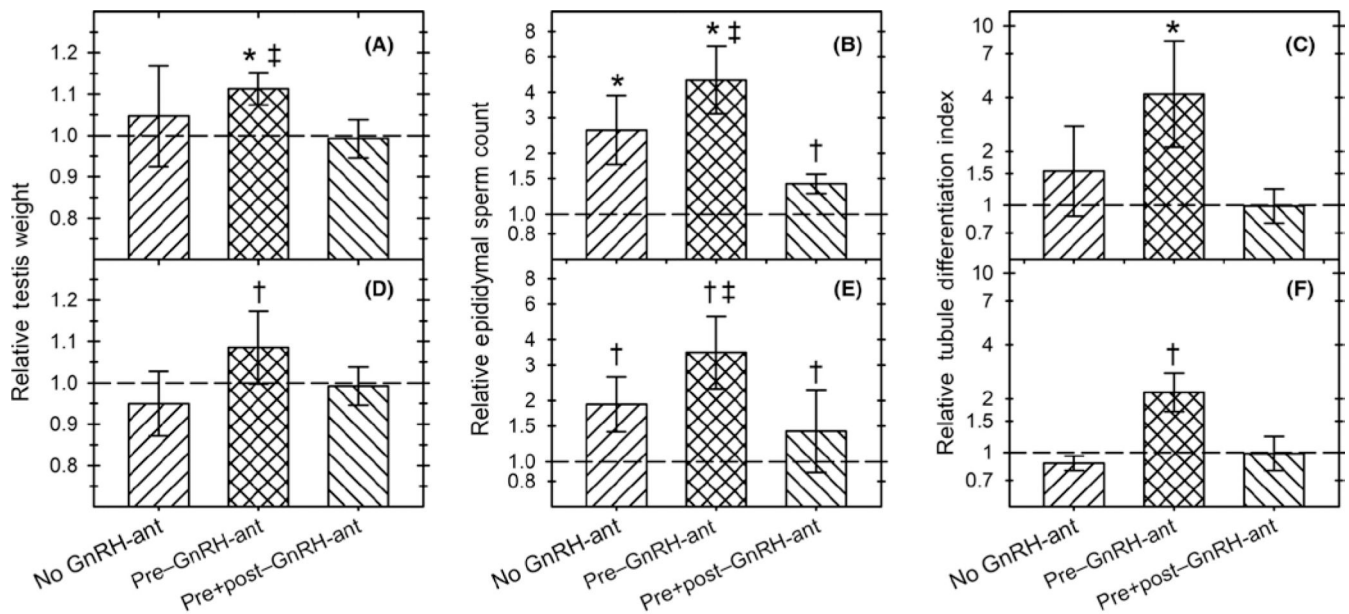 Relative testis weight
1.2
1.1
1.0
0.9
0.8
(A)
* ‡
1.2
1.1
1.0
0.9
0.8
(D)
†
No GnRH-ant
Pre–GnRH-ant
Pre+post–GnRH-ant
Relative epididymal sperm count
8
6
4
3
2
1.5
1.0
0.8
(B)
*
* ‡
†
8
6
4
3
2
1.5
1.0
0.8
(E)
†
† ‡
†
No GnRH-ant
Pre–GnRH-ant
Pre+post–GnRH-ant
Relative tubule differentiation index
10
7
4
2
1.5
1
0.7
(C)
*
10
7
4
2
1.5
1
0.7
(F)
†
No GnRH-ant
Pre–GnRH-ant
Pre+post–GnRH-ant